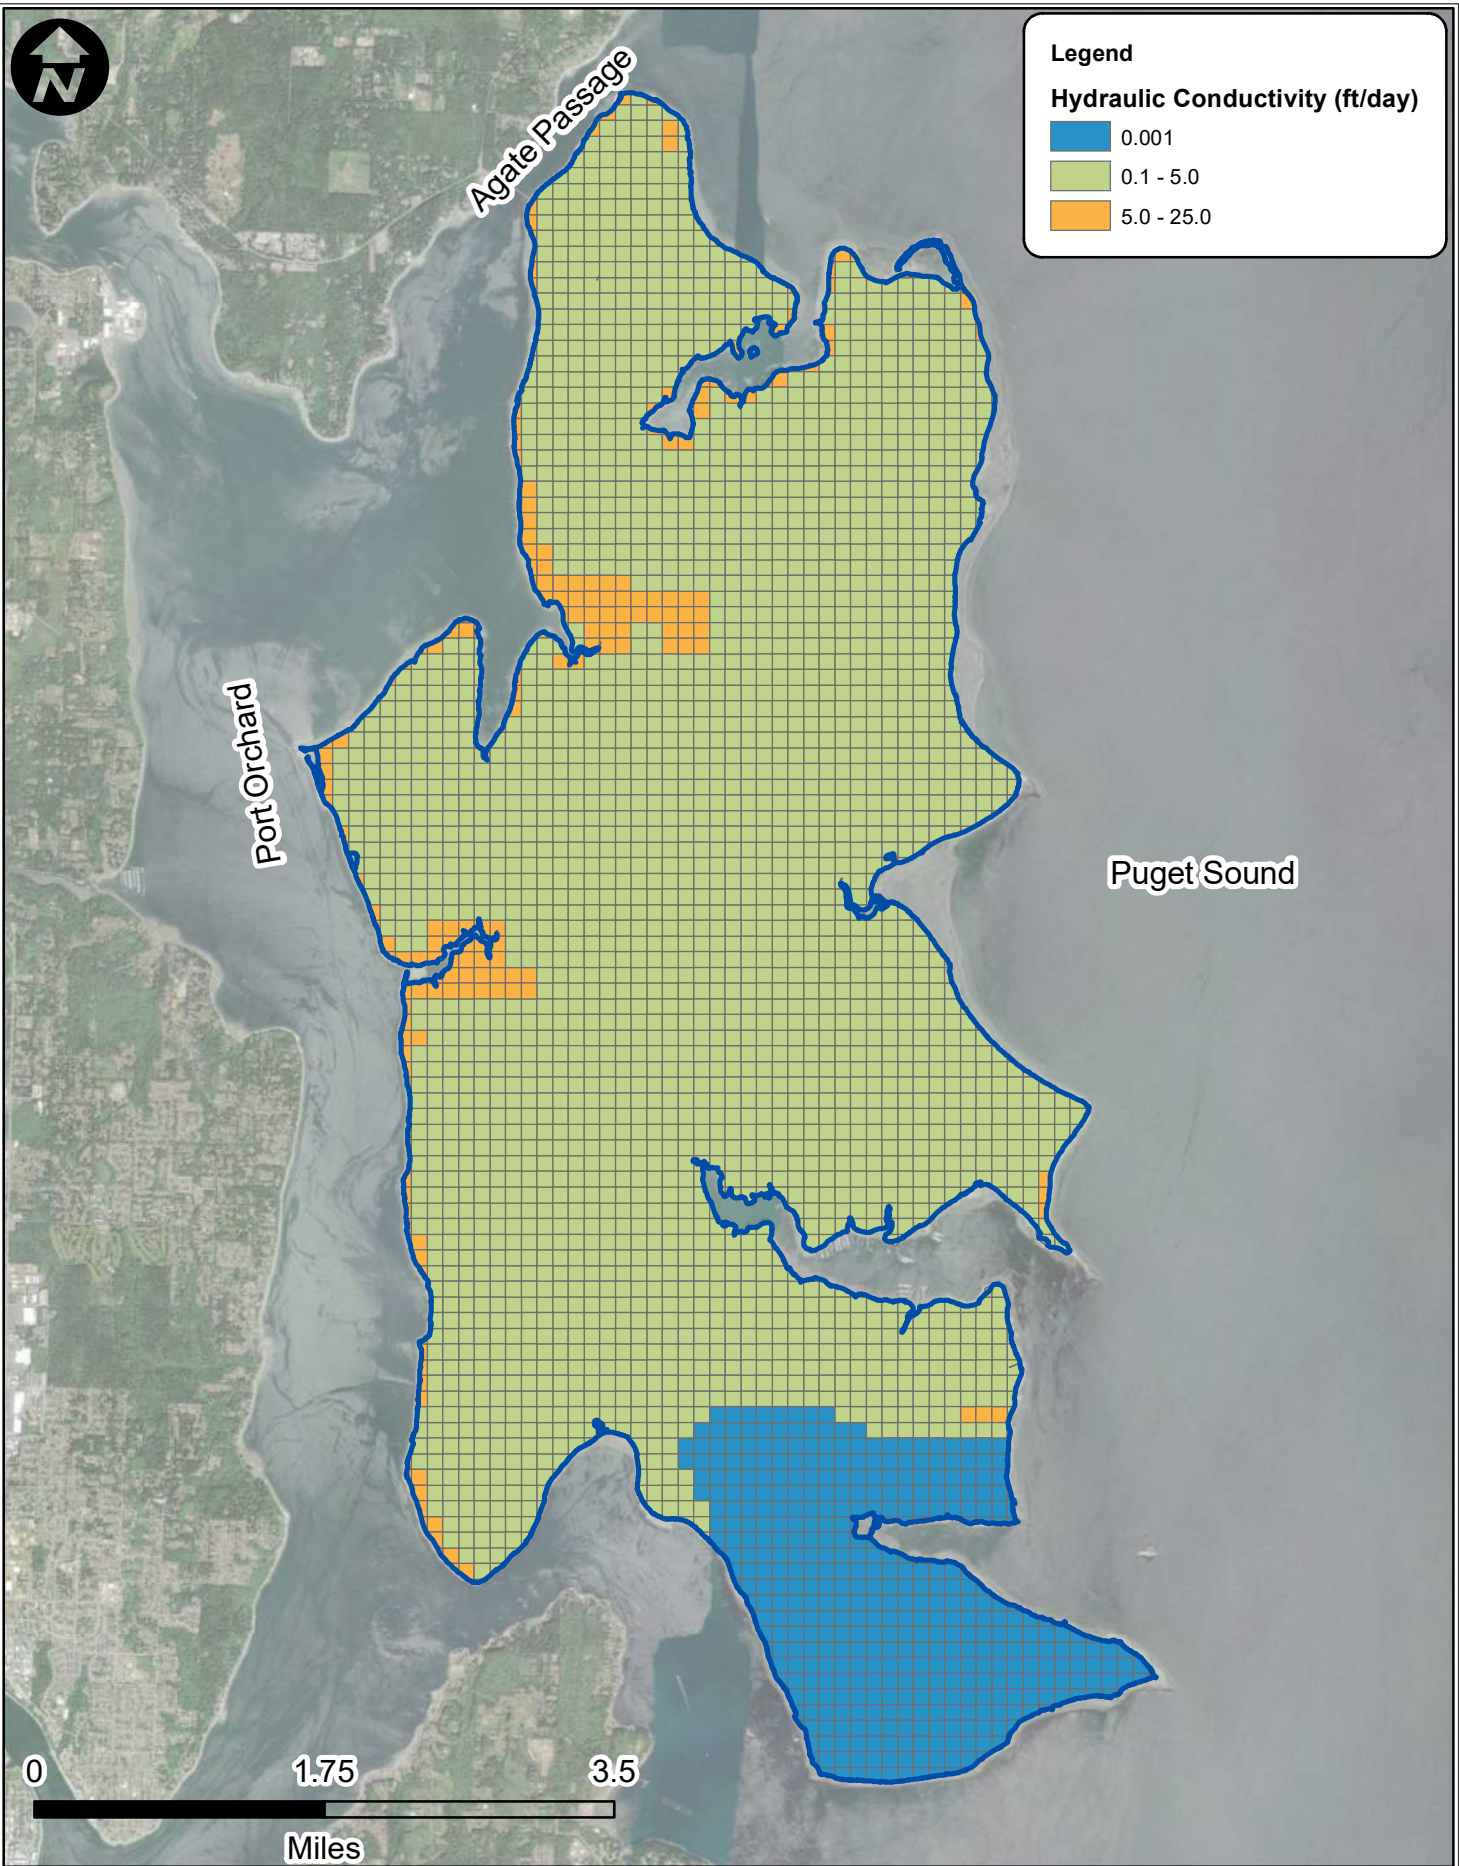 N
Legend
Hydraulic Conductivity (ft/day)
0.001
0.1 - 5.0
5.0 - 25.0
Agate Passage
Port Orchard
Puget Sound
0 1.75 3.5
Miles